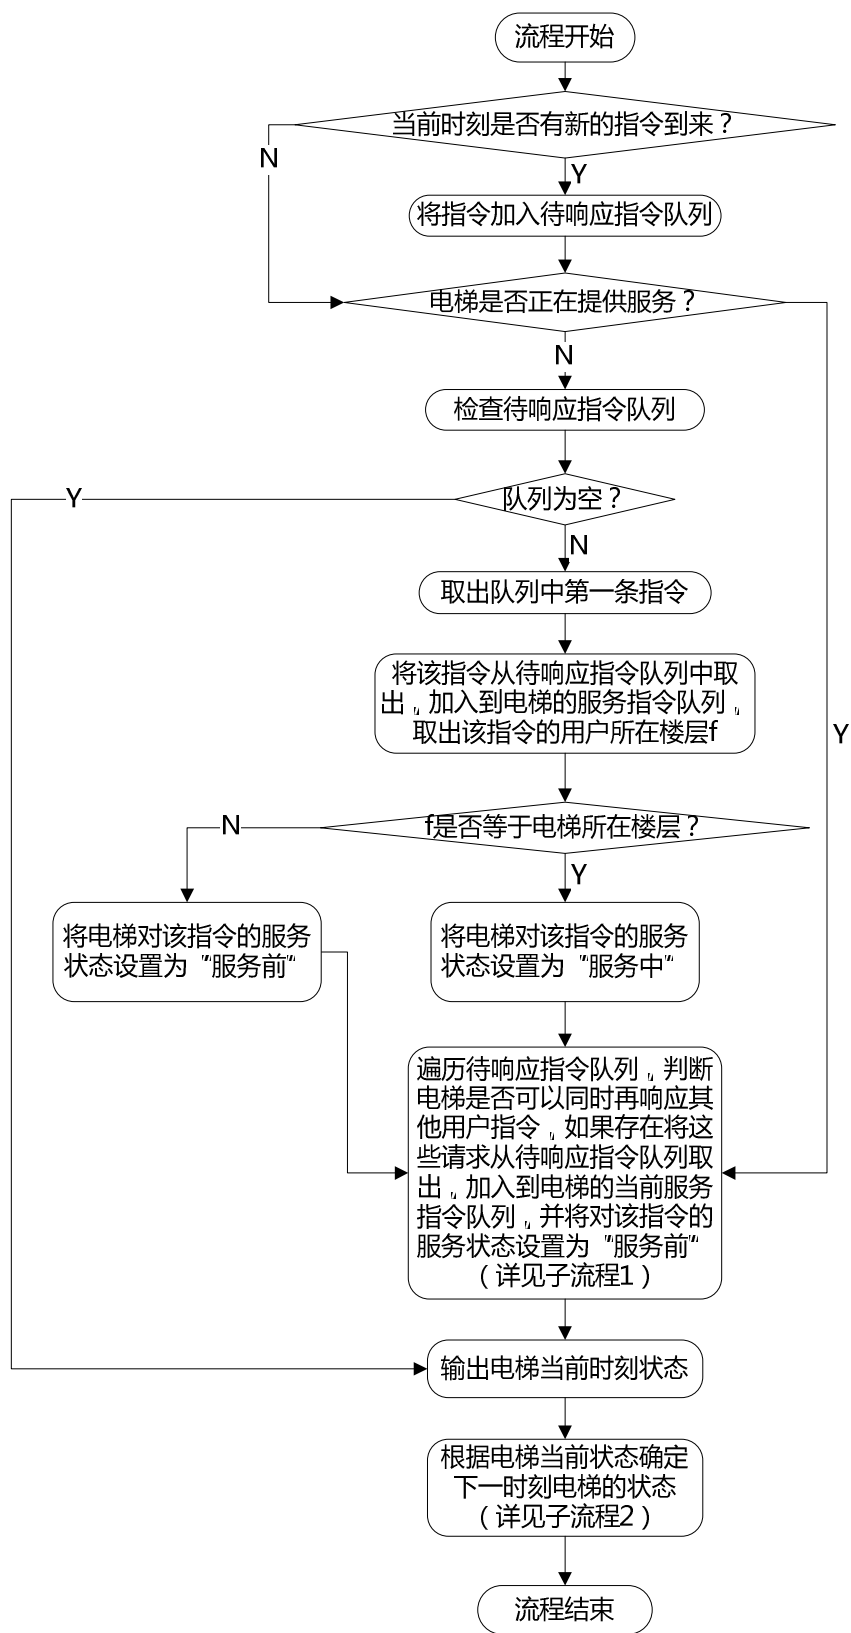 流程开始
当前时刻是否有新的指令到来？
N
Y
将指令加入待响应指令队列
电梯是否正在提供服务？
N
检查待响应指令队列
Y
队列为空？
N
取出队列中第一条指令
将该指令从待响应指令队列中取
出，加入到电梯的服务指令队列，
取出该指令的用户所在楼层f
Y
N
f是否等于电梯所在楼层？
Y
将电梯对该指令的服务
状态设置为“服务前”
将电梯对该指令的服务
状态设置为“服务中”
遍历待响应指令队列，判断
电梯是否可以同时再响应其
他用户指令，如果存在将这
些请求从待响应指令队列取
出，加入到电梯的当前服务
指令队列，并将对该指令的
服务状态设置为“服务前”
（详见子流程1）
输出电梯当前时刻状态
根据电梯当前状态确定
下一时刻电梯的状态
（详见子流程2）
流程结束